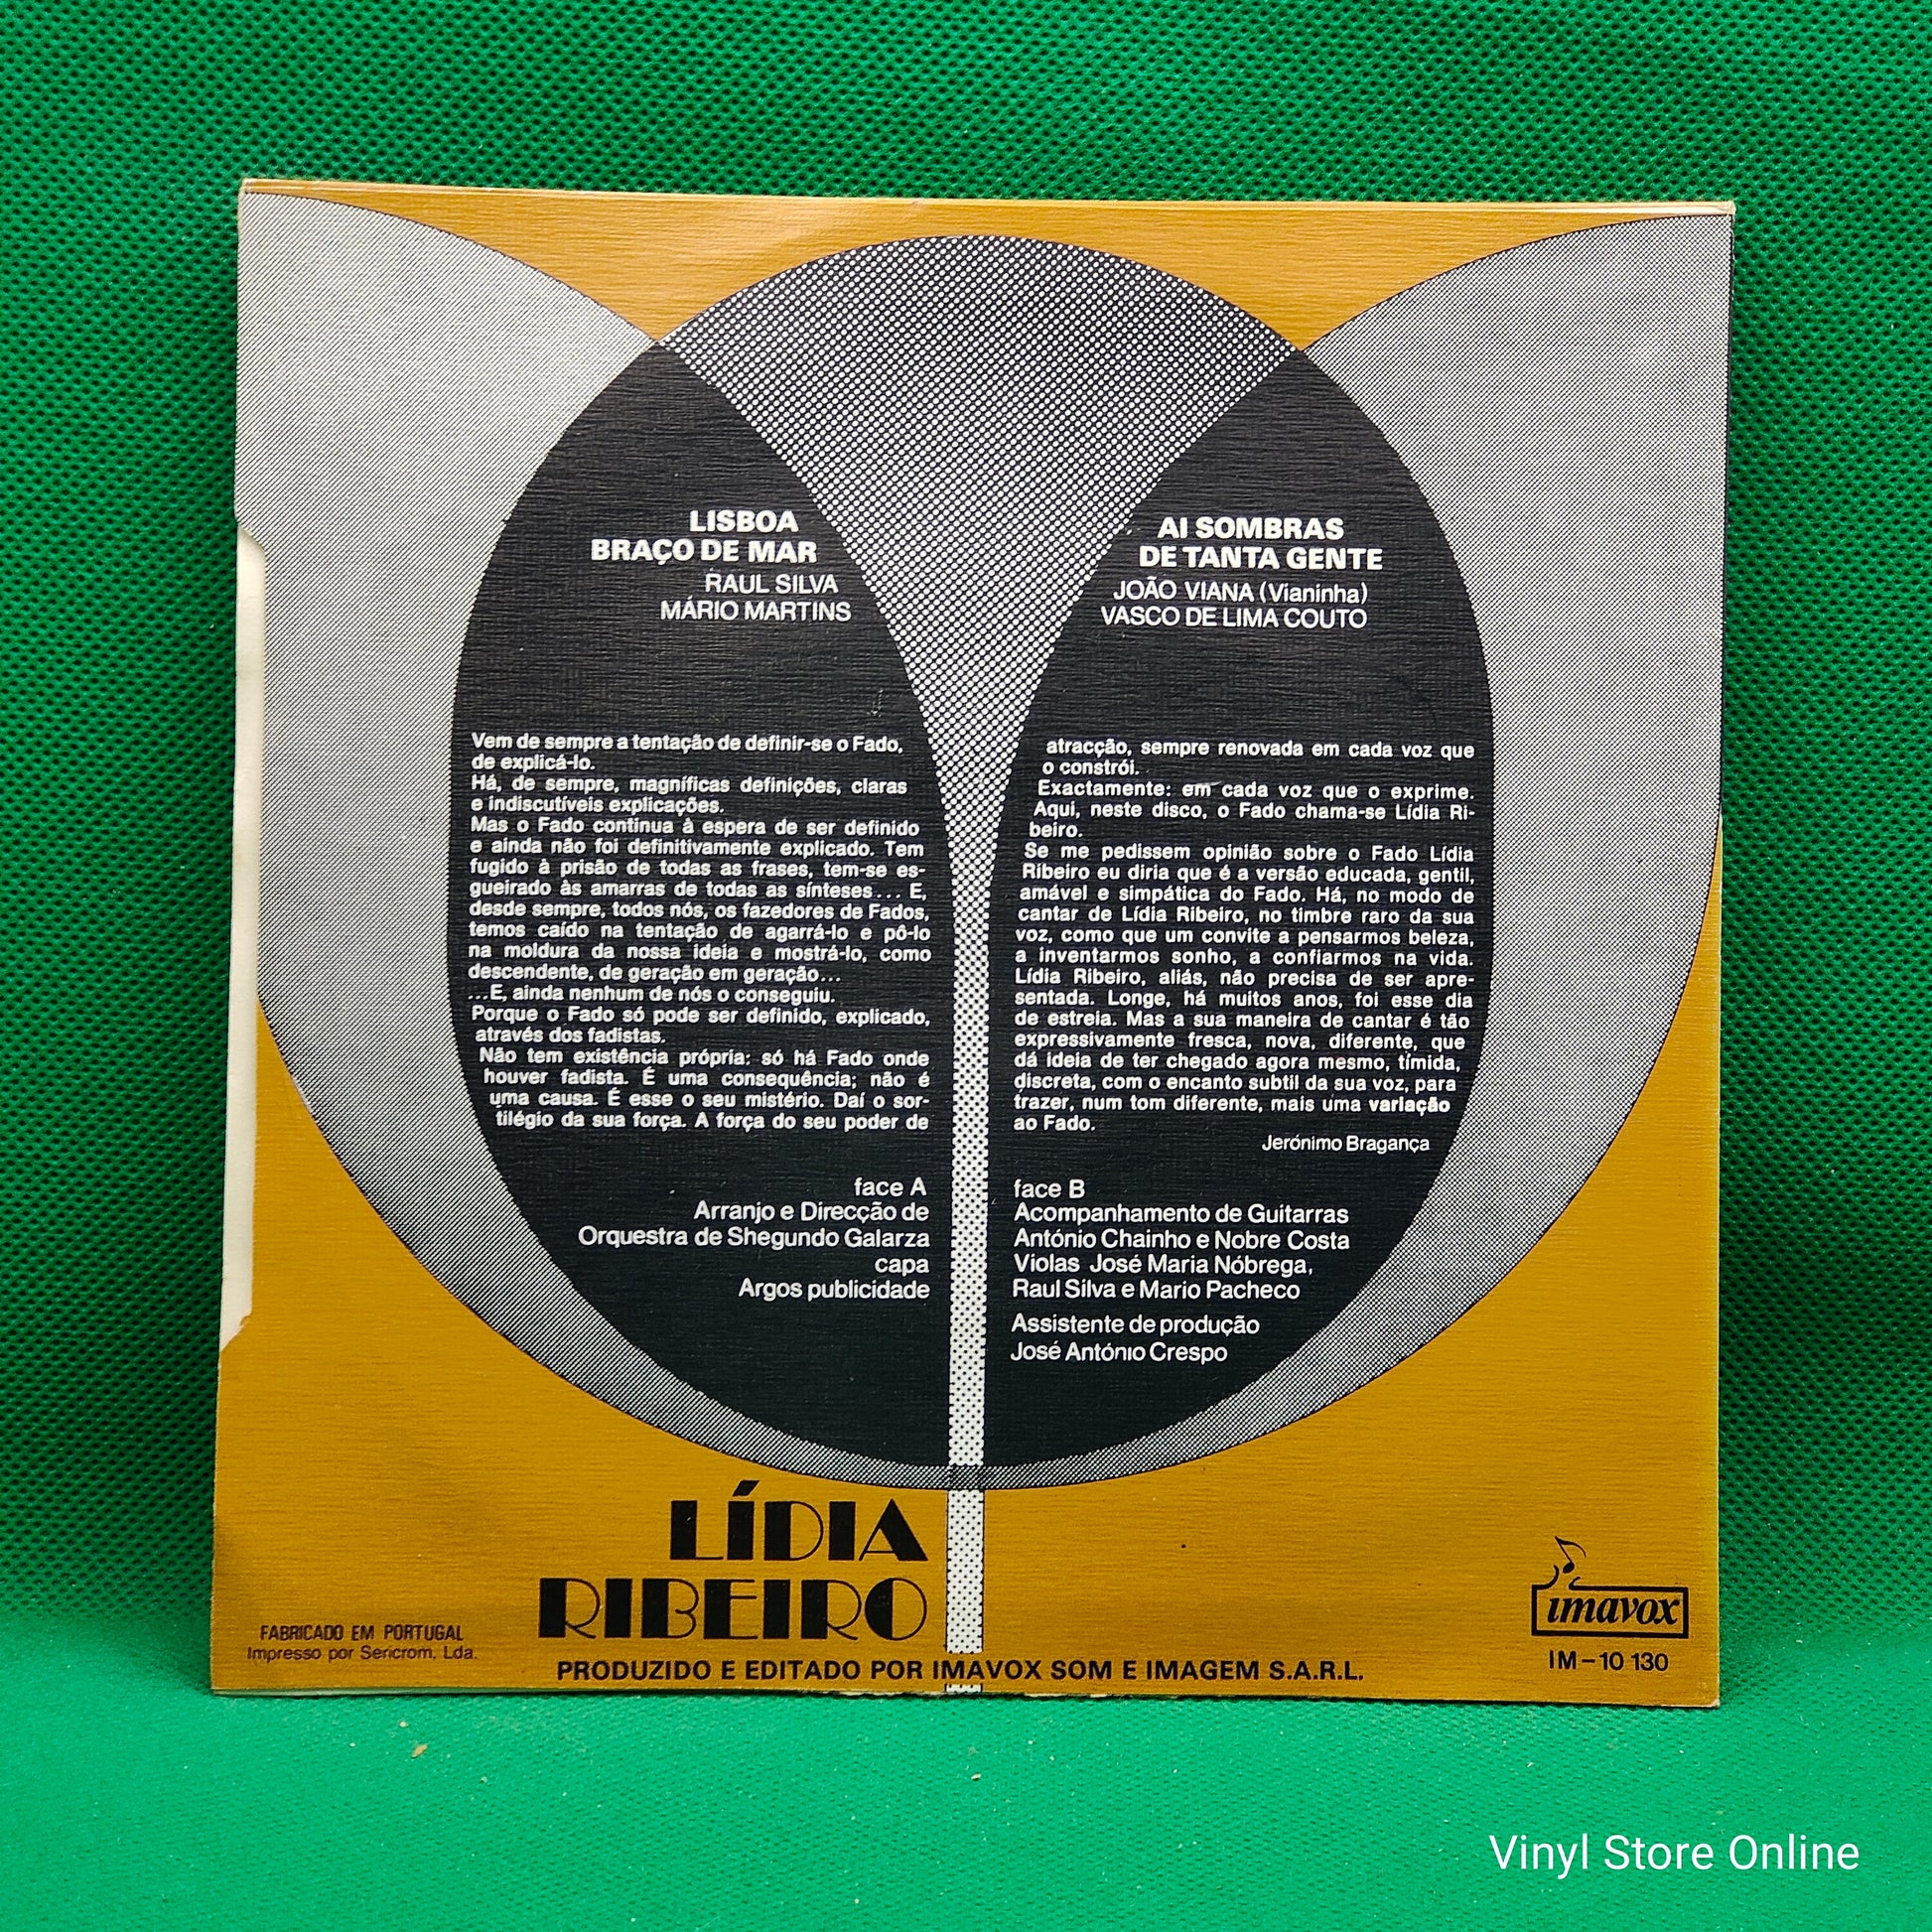 LISBOA
BRAÇO DE MAR
RAUL SILVA
MÁRIO MARTINS
Vem de sempre a tentação de definir-se o Fado,
de explicá-lo.
Há, de sempre, magníficas definições, claras
e indiscutíveis explicações.
Mas o Fado continua à espera de ser definido
e ainda não foi definitivamente explicado. Tem
fugido à prisão de todas as frases, tem-se es-
gueirado às amarras de todas as sínteses... E,
desde sempre, todos nós, os fazedores de Fados,
temos caído na tentação de agarrá-lo e pô-lo
na moldura da nossa ideia e mostrá-lo, como
descendente, de geração em geração...
...E, ainda nenhum de nós o conseguiu.
Porque o Fado só pode ser definido, explicado,
através dos fadistas.
Não tem existência própria: só há Fado onde
houver fadista. É uma consequência; não é
uma causa. É esse o seu mistério. Daí o sor-
tilégio da sua força. A força do seu poder de
face A
Arranjo e Direcção de
Orquestra de Shegundo Galarza
capa
Argos publicidade
AI SOMBRAS
DE TANTA GENTE
JOÃO VIANA (Vianinha)
VASCO DE LIMA COUTO
atracção, sempre renovada em cada voz que
o constrói.
Exactamente: em cada voz que o exprime.
Aqui, neste disco, o Fado chama-se Lídia Ri-
beiro.
Se me pedissem opinião sobre o Fado Lídia
Ribeiro eu diria que é a versão educada, gentil,
amável e simpática do Fado. Há, no modo de
cantar de Lídia Ribeiro, no timbre raro da sua
voz, como que um convite a pensarmos beleza,
a inventarmos sonho, a confiarmos na vida.
Lídia Ribeiro, aliás, não precisa de ser apre-
sentada. Longe, há muitos anos, foi esse dia
de estreia. Mas a sua maneira de cantar é tão
expressivamente fresca, nova, diferente, que
dá ideia de ter chegado agora mesmo, tímida,
discreta, com o encanto subtil da sua voz, para
trazer, num tom diferente, mais uma variação
ao Fado.
Jerónimo Bragança
face B
Acompanhamento de Guitarras
António Chainho e Nobre Costa
Violas José Maria Nóbrega,
Raul Silva e Mario Pacheco
Assistente de produção
José António Crespo
LÍDIA
RIBEIRO
FABRICADO EM PORTUGAL
Impresso por Sericrom, Lda.
PRODUZIDO E EDITADO POR IMAVOX SOM E IMAGEM S.A.R.L.
imavox
IM-10 130
Vinyl Store Online